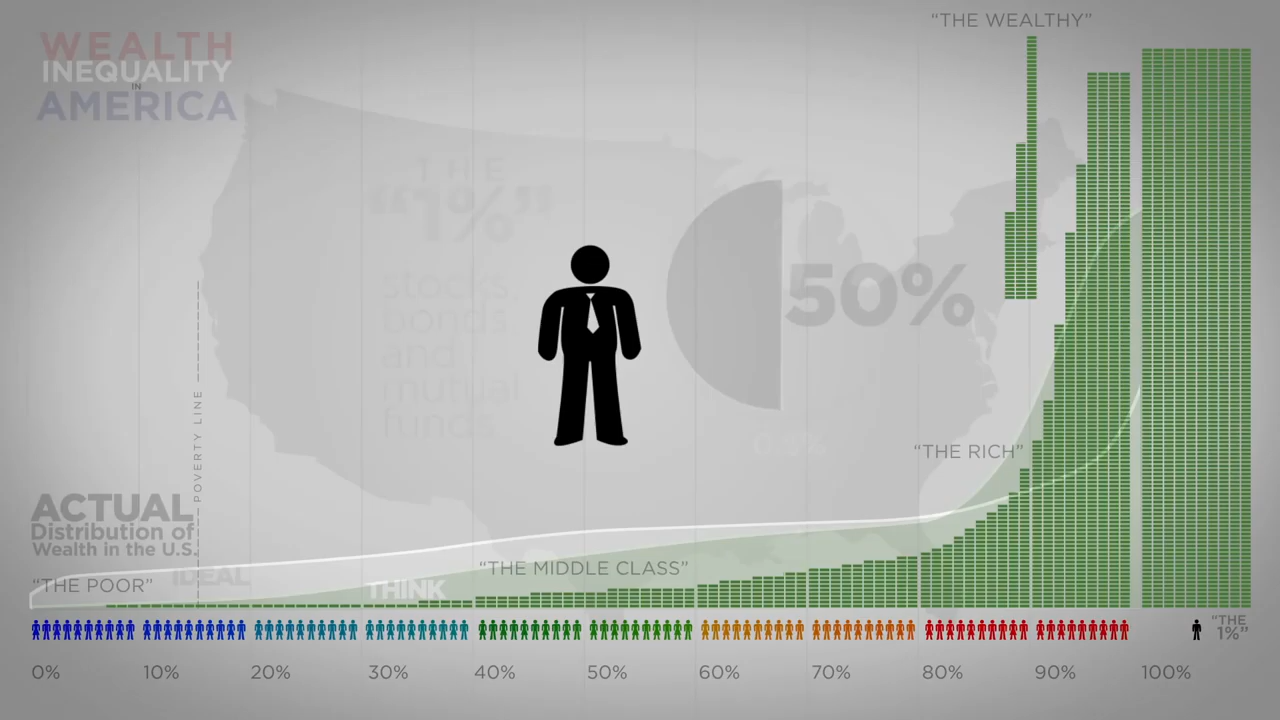 "THE WEALTHY"
WEALTH
INEQUALITY
IN
AMERICA
THE
"1%"
stocks,
bonds
and
mutual
funds
50%
POVERTY LINE
"THE RICH"
ACTUAL
Distribution of
Wealth in the U.S.
"THE POOR"
IDEAL
THINK
"THE MIDDLE CLASS"
"THE
1%"
0% 10% 20% 30% 40% 50% 60% 70% 80% 90% 100%